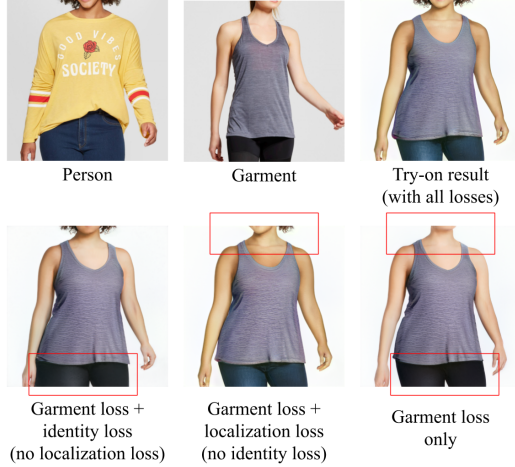 GOOD VIBES
SOCIETY
Person
Garment
Try-on result
(with all losses)
Garment loss +
identity loss
(no localization loss)
Garment loss +
localization loss
(no identity loss)
Garment loss
only